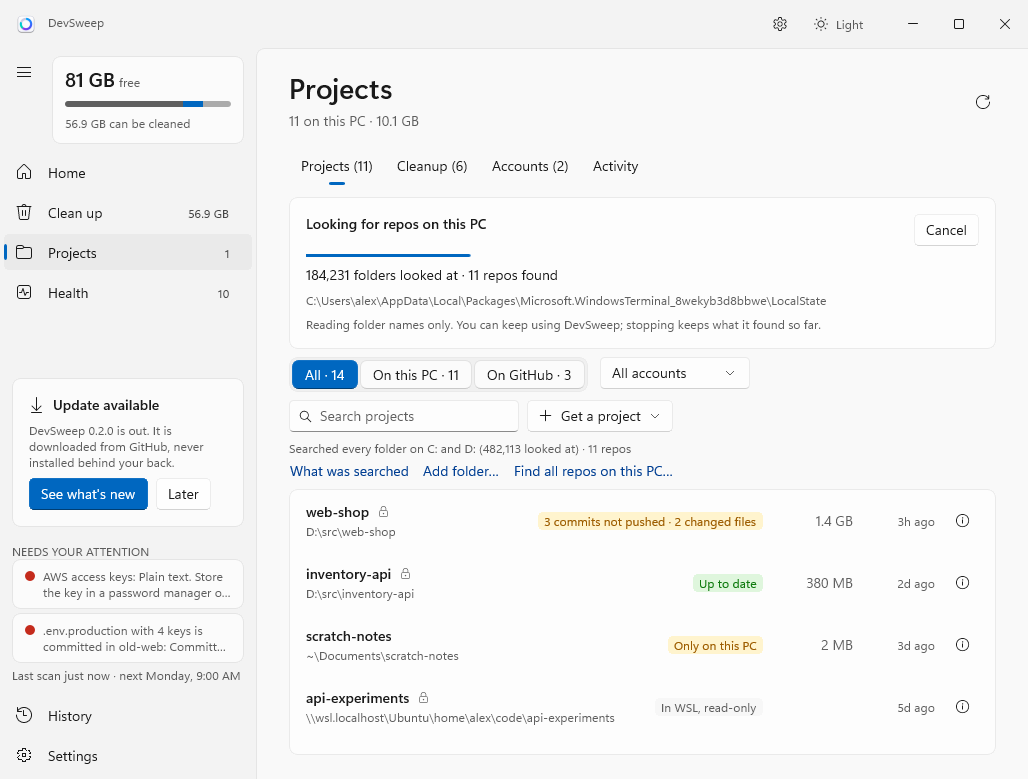 DevSweep
Light
81 GB free
56.9 GB can be cleaned
Home
Clean up 56.9 GB
Projects 1
Health 10
Update available
DevSweep 0.2.0 is out. It is
downloaded from GitHub, never
installed behind your back.
See what's new Later
NEEDS YOUR ATTENTION
AWS access keys: Plain text. Store
the key in a password manager o...
.env.production with 4 keys is
committed in old-web: Committ...
Last scan just now · next Monday, 9:00 AM
History
Settings
Projects
11 on this PC · 10.1 GB
Projects (11) Cleanup (6) Accounts (2) Activity
Looking for repos on this PC
Cancel
184,231 folders looked at · 11 repos found
C:\Users\alex\AppData\Local\Packages\Microsoft.WindowsTerminal_8wekyb3d8bbwe\LocalState
Reading folder names only. You can keep using DevSweep; stopping keeps what it found so far.
All · 14 On this PC · 11 On GitHub · 3 All accounts
Search projects Get a project
Searched every folder on C: and D: (482,113 looked at) · 11 repos
What was searched Add folder... Find all repos on this PC...
web-shop
D:\src\web-shop
3 commits not pushed · 2 changed files 1.4 GB 3h ago
inventory-api
D:\src\inventory-api
Up to date 380 MB 2d ago
scratch-notes
~\Documents\scratch-notes
Only on this PC 2 MB 3d ago
api-experiments
\\wsl.localhost\Ubuntu\home\alex\code\api-experiments
In WSL, read-only 5d ago